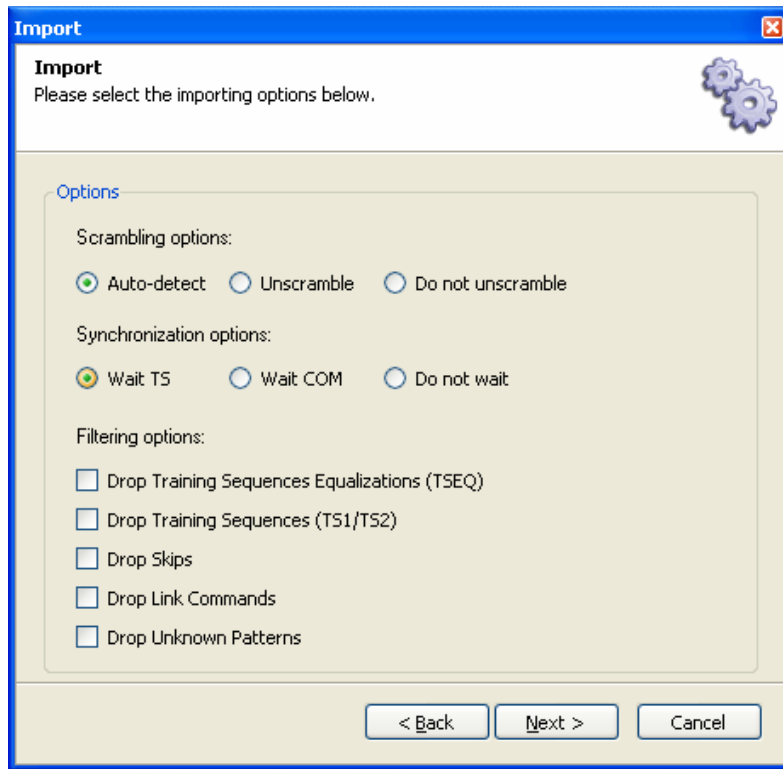 Import
Import
Please select the importing options below.
Options
Scrambling options:
Auto-detect Unscramble Do not unscramble
Synchronization options:
Wait TS Wait COM Do not wait
Filtering options:
Drop Training Sequences Equalizations (TSEQ)
Drop Training Sequences (TS1/TS2)
Drop Skips
Drop Link Commands
Drop Unknown Patterns
< Back Next > Cancel